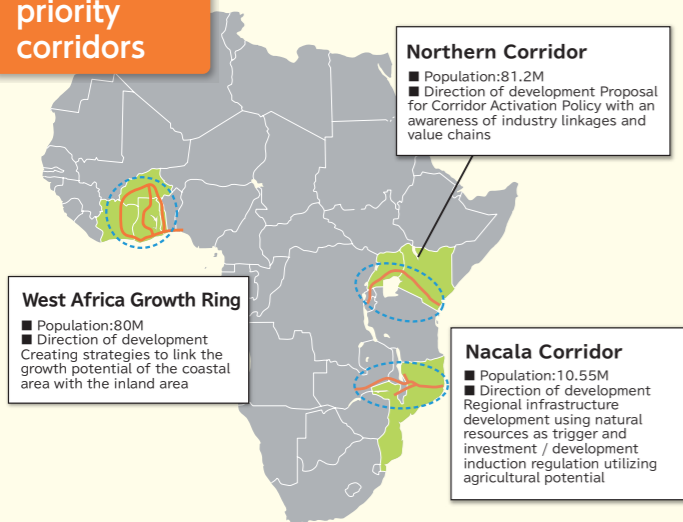 priority
corridors
Northern Corridor
■ Population:81.2M
■ Direction of development Proposal
for Corridor Activation Policy with an
awareness of industry linkages and
value chains
West Africa Growth Ring
■ Population:80M
■ Direction of development
Creating strategies to link the
growth potential of the coastal
area with the inland area
Nacala Corridor
■ Population:10.55M
■ Direction of development
Regional infrastructure
development using natural
resources as trigger and
investment / development
induction regulation utilizing
agricultural potential